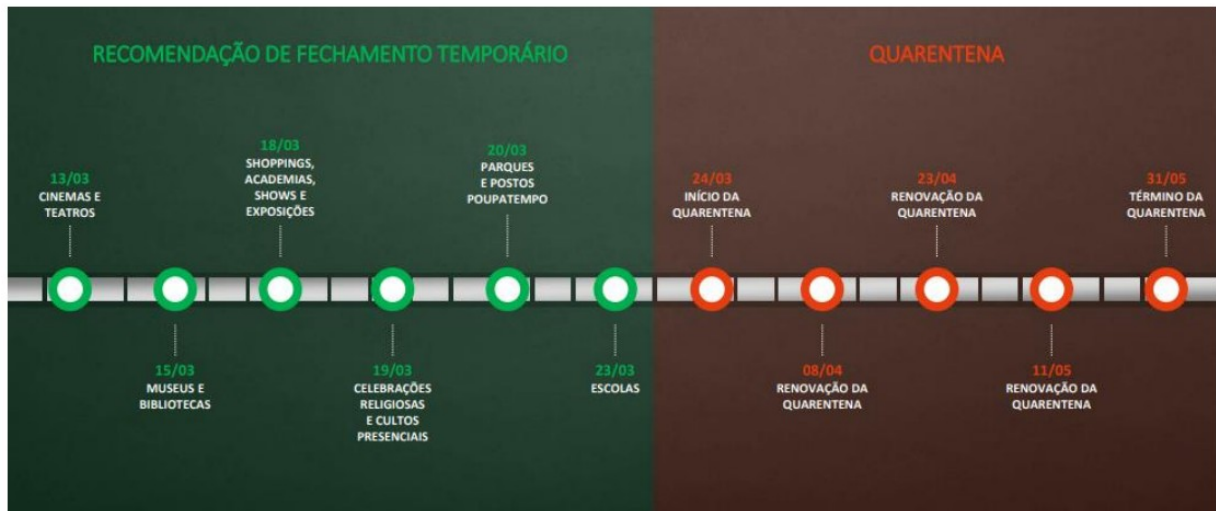 RECOMENDAÇÃO DE FECHAMENTO TEMPORÁRIO
13/03
CINEMAS E
TEATROS
15/03
MUSEUS E
BIBLIOTECAS
18/03
SHOPPINGS,
ACADEMIAS,
SHOWS E
EXPOSIÇÕES
19/03
CELEBRAÇÕES
RELIGIOSAS
E CULTOS
PRESENCIAIS
20/03
PARQUES
E POSTOS
POUPATEMPO
23/03
ESCOLAS
QUARENTENA
24/03
INÍCIO DA
QUARENTENA
08/04
RENOVAÇÃO DA
QUARENTENA
23/04
RENOVAÇÃO DA
QUARENTENA
11/05
RENOVAÇÃO DA
QUARENTENA
31/05
TÉRMINO DA
QUARENTENA